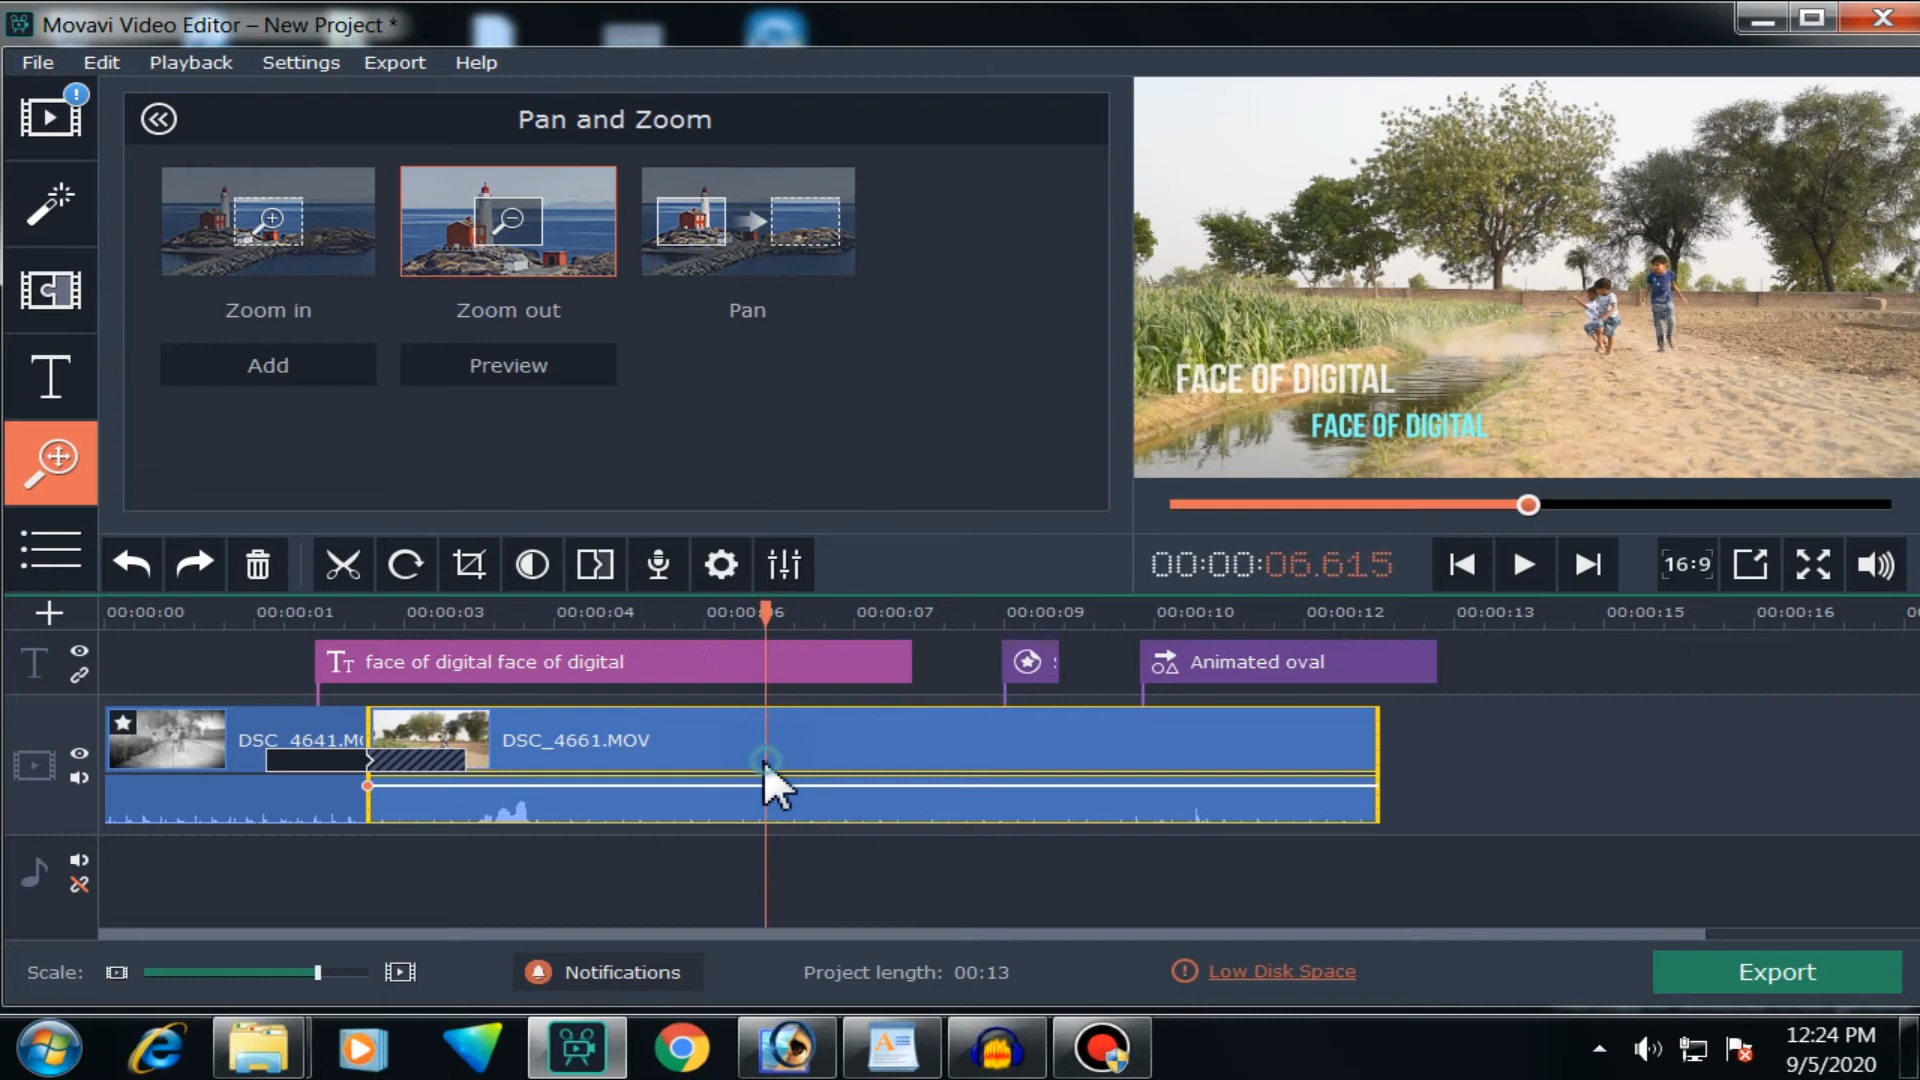 Movavi Video Editor – New Project *
File Edit Playback Settings Export Help
Pan and Zoom
Zoom in Zoom out Pan
Add Preview
FACE OF DIGITAL
FACE OF DIGITAL
00:00:06.615
16:9
00:00:00 00:00:01 00:00:03 00:00:04 00:00:06 00:00:07 00:00:09 00:00:10 00:00:12 00:00:13 00:00:15 00:00:16
face of digital face of digital
Animated oval
DSC_4641.MO
DSC_4661.MOV
Scale:
Notifications
Project length: 00:13
Low Disk Space
Export
12:24 PM
9/5/2020